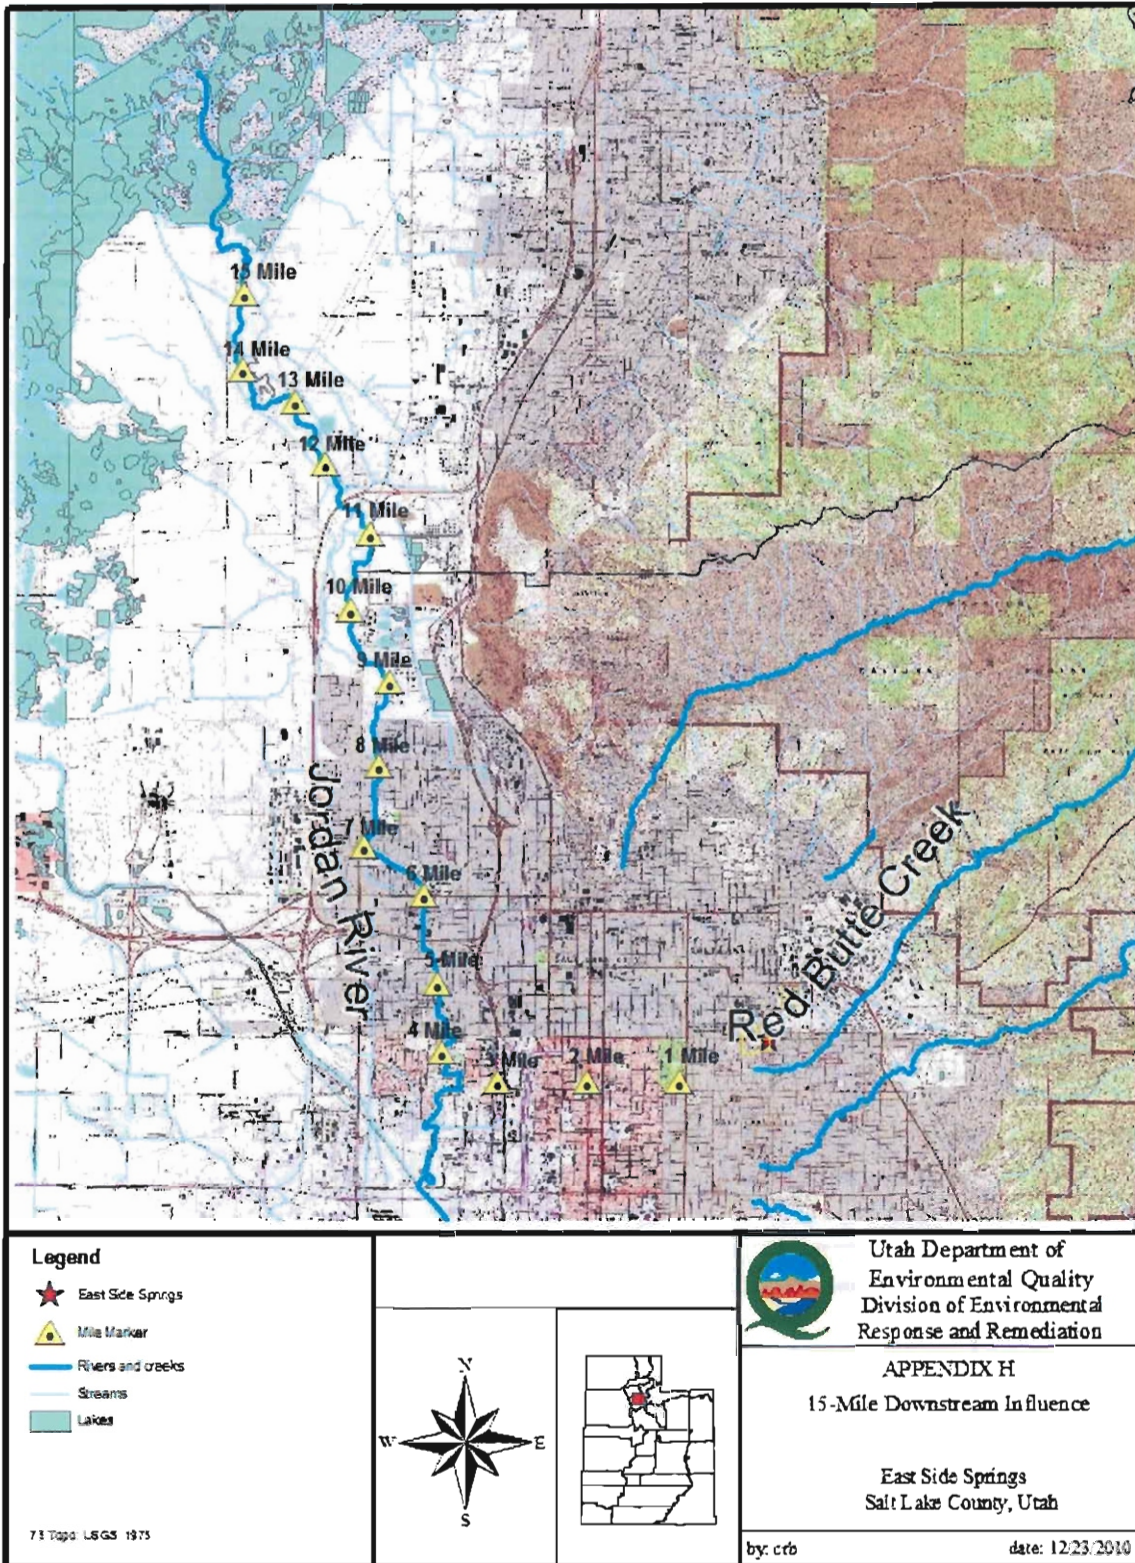 15 Mile
14 Mile
13 Mile
12 Mile
11 Mile
10 Mile
9 Mile
8 Mile
7 Mile
6 Mile
5 Mile
4 Mile
3 Mile
2 Mile
1 Mile
Jordan River
Red Butte Creek
Legend
East Side Springs
Mile Marker
Rivers and creeks
Streams
Lakes
N
W
E
S
Utah Department of
Environmental Quality
Division of Environmental
Response and Remediation
APPENDIX H
15-Mile Downstream Influence
East Side Springs
Salt Lake County, Utah
by: crb
date: 12/23/2010